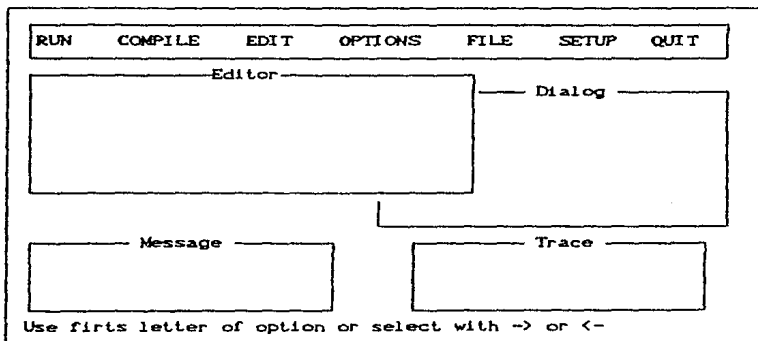 RUN COMPILE EDIT OPTIONS FILE SETUP QUIT
Editor
Dialog
Message
Trace
Use firts letter of option or select with -> or <-